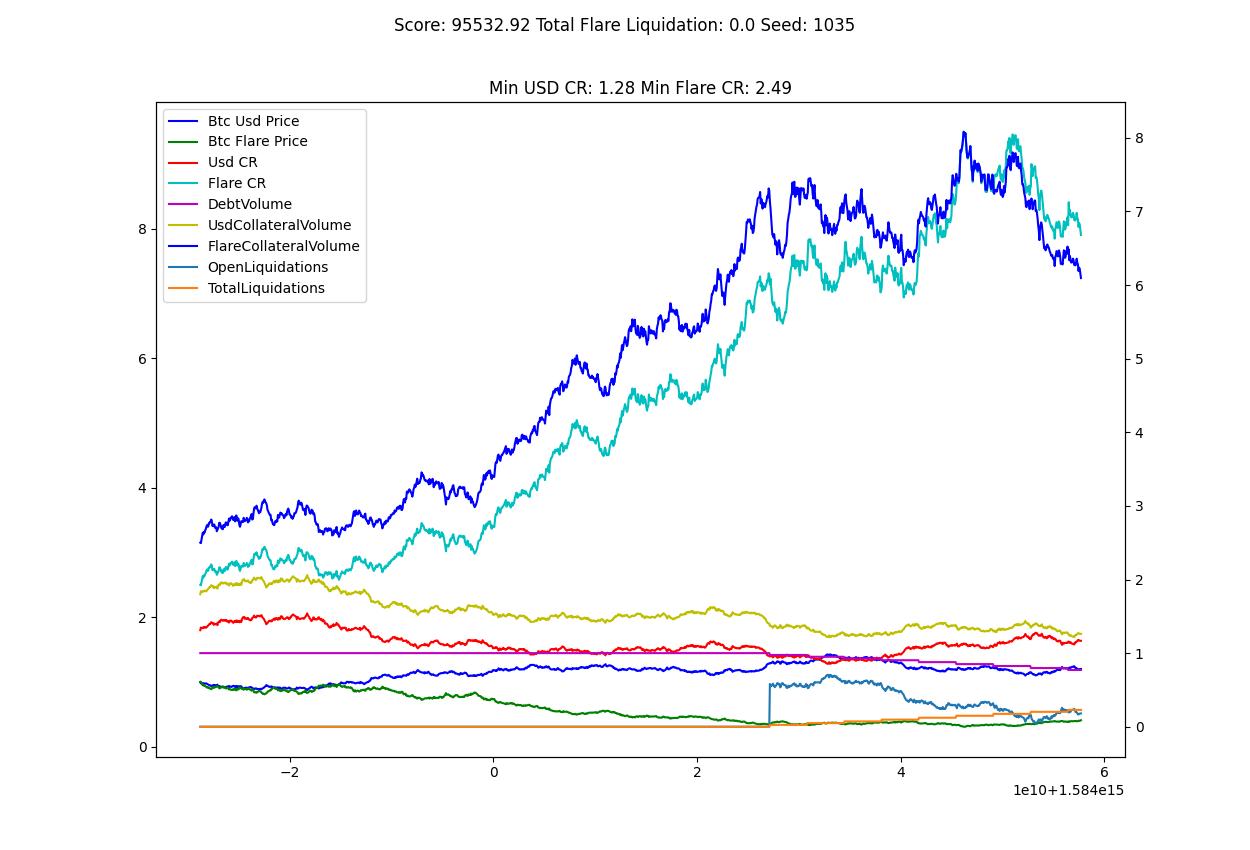 Score: 95532.92 Total Flare Liquidation: 0.0 Seed: 1035
Min USD CR: 1.28 Min Flare CR: 2.49
Btc Usd Price
Btc Flare Price
Usd CR
Flare CR
DebtVolume
UsdCollateralVolume
FlareCollateralVolume
OpenLiquidations
TotalLiquidations
8
6
4
2
0
8
7
6
5
4
3
2
1
0
−2
0
2
4
6
1e10+1.584e15